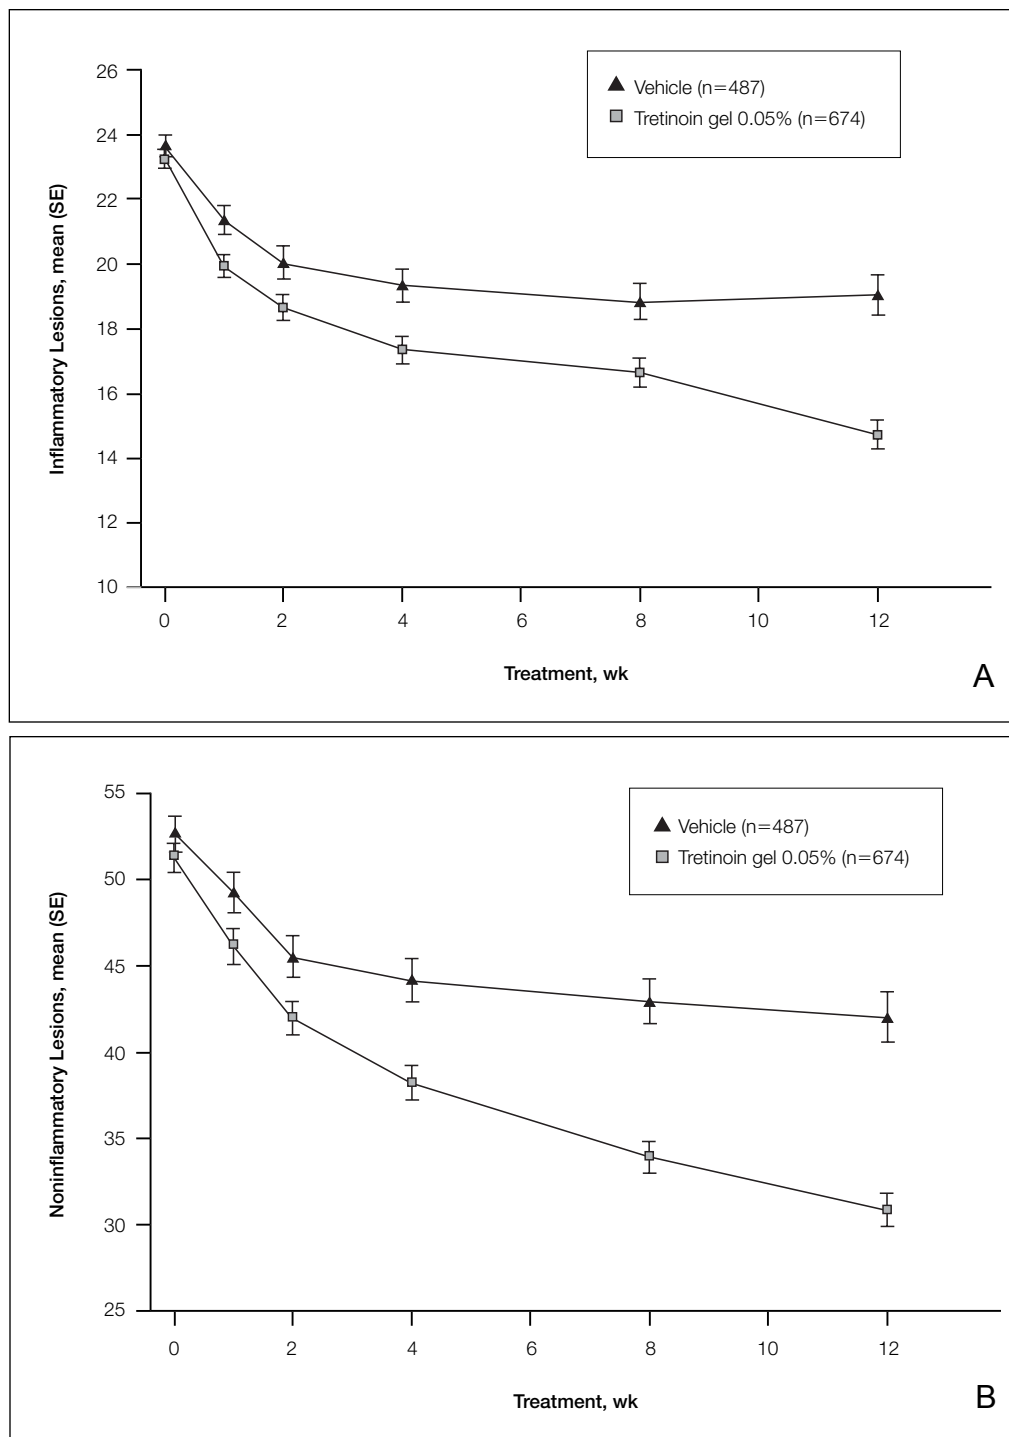 Vehicle (n=487)
Tretinoin gel 0.05% (n=674)
Inflammatory Lesions, mean (SE)
26
24
22
20
18
16
14
12
10
0 2 4 6 8 10 12
Treatment, wk
A
Vehicle (n=487)
Tretinoin gel 0.05% (n=674)
Noninflammatory Lesions, mean (SE)
55
50
45
40
35
30
25
0 2 4 6 8 10 12
Treatment, wk
B